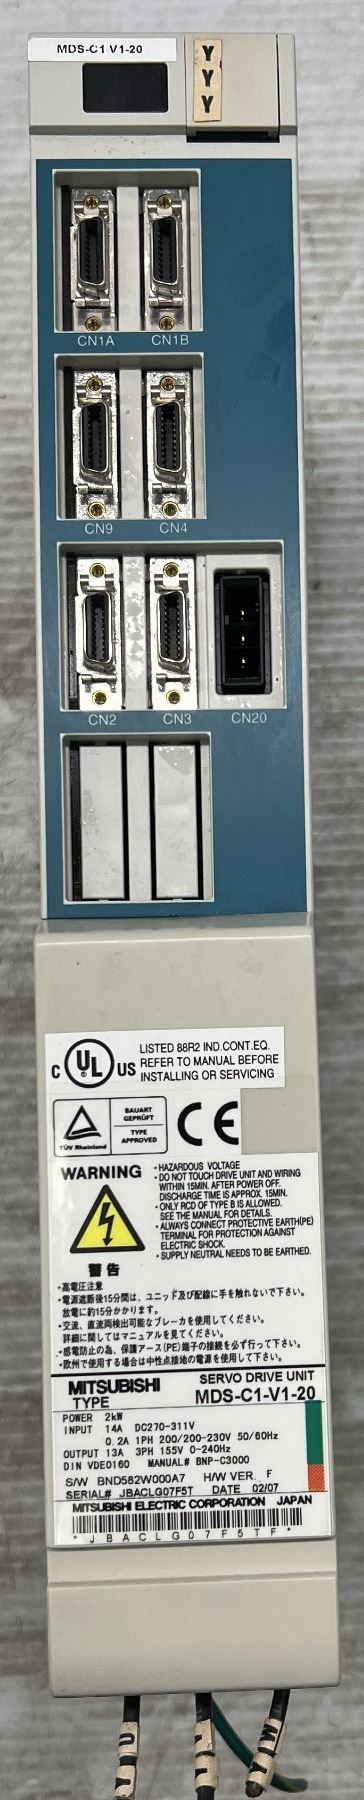 MDS-C1 V1-20
Y
Y
Y
CN1A CN1B
CN9 CN4
CN2 CN3 CN20
C UL US
LISTED 88R2 IND.CONT.EQ.
REFER TO MANUAL BEFORE
INSTALLING OR SERVICING
TÜV Rheinland
BAUART
GEPRÜFT
TYPE
APPROVED
CE
WARNING
• HAZARDOUS VOLTAGE
• DO NOT TOUCH DRIVE UNIT AND WIRING
WITHIN 15MIN. AFTER POWER OFF.
DISCHARGE TIME IS APPROX. 15MIN.
• ONLY RCD OF TYPE B IS ALLOWED.
SEE THE MANUAL FOR DETAILS.
• ALWAYS CONNECT PROTECTIVE EARTH(PE)
TERMINAL FOR PROTECTION AGAINST
ELECTRIC SHOCK.
• SUPPLY NEUTRAL NEEDS TO BE EARTHED.
警告
・高電圧注意
・電源遮断後15分間は、ユニット及び配線に手を触れないで下さい。
放電に約15分かかります。
・交流、直流両検出可能なブレーカを使用してください。
詳細に関してはマニュアルを見てください。
・感電防止の為、保護アース(PE)端子の接続を必ず行って下さい。
・欧州で使用する場合は中性点接地の電源を使用して下さい。
MITSUBISHI SERVO DRIVE UNIT
TYPE MDS-C1-V1-20
POWER 2kW
INPUT 14A DC270-311V
0.2A 1PH 200/200-230V 50/60Hz
OUTPUT 13A 3PH 155V 0-240Hz
DIN VDE0160 MANUAL# BNP-C3000
S/W BND582W000A7 H/W VER. F
SERIAL# JBACLG07F5T DATE 02/07
MITSUBISHI ELECTRIC CORPORATION JAPAN
*JBACLG07F5TF*
U
V W